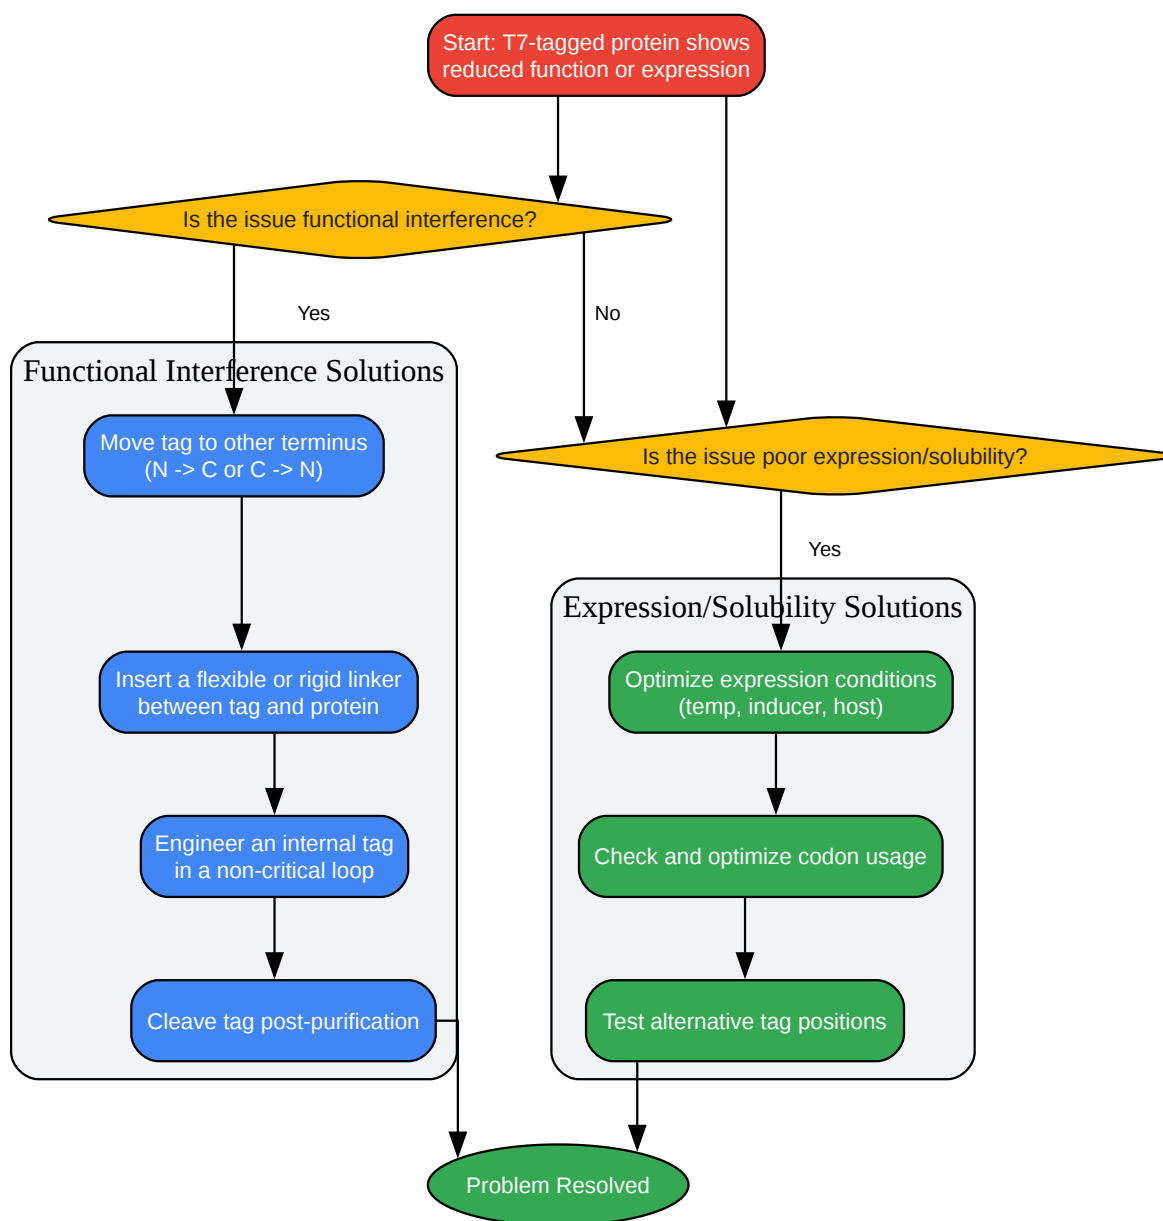 Start: T7-tagged protein shows
reduced function or expression
Is the issue functional interference?
Yes
No
Functional Interference Solutions
Move tag to other terminus
(N -> C or C -> N)
Is the issue poor expression/solubility?
Yes
Expression/Solubility Solutions
Insert a flexible or rigid linker
between tag and protein
Optimize expression conditions
(temp, inducer, host)
Engineer an internal tag
in a non-critical loop
Check and optimize codon usage
Cleave tag post-purification
Test alternative tag positions
Problem Resolved